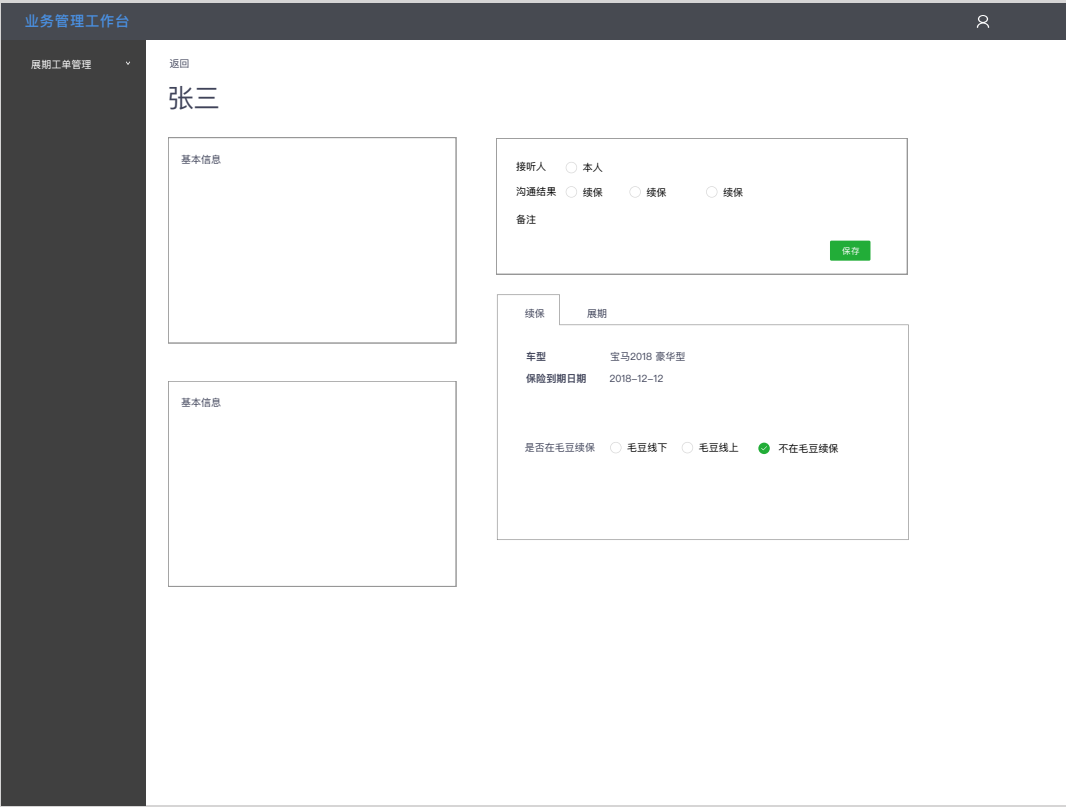 业务管理工作台
展期工单管理
返回
张三
基本信息
基本信息
接听人 本人
沟通结果 续保 续保 续保
备注
保存
续保 展期
车型 宝马2018 豪华型
保险到期日期 2018-12-12
是否在毛豆续保 毛豆线下 毛豆线上 不在毛豆续保